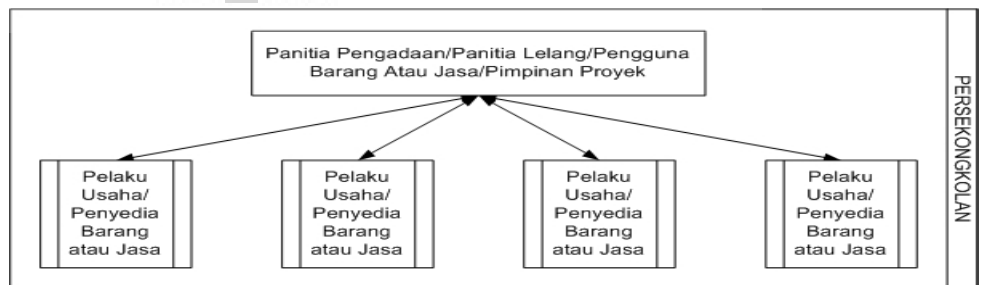 Panitia Pengadaan/Panitia Lelang/Pengguna
Barang Atau Jasa/Pimpinan Proyek
Pelaku
Usaha/
Penyedia
Barang
atau Jasa
Pelaku
Usaha/
Penyedia
Barang
atau Jasa
Pelaku
Usaha/
Penyedia
Barang
atau Jasa
Pelaku
Usaha/
Penyedia
Barang
atau Jasa
PERSEKONGKOLAN